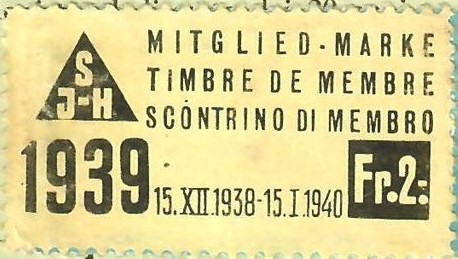 S
J-H
MITGLIED-MARKE
TIMBRE DE MEMBRE
SCONTRINO DI MEMBRO
1939
15.XII.1938-15.I.1940
Fr.2: